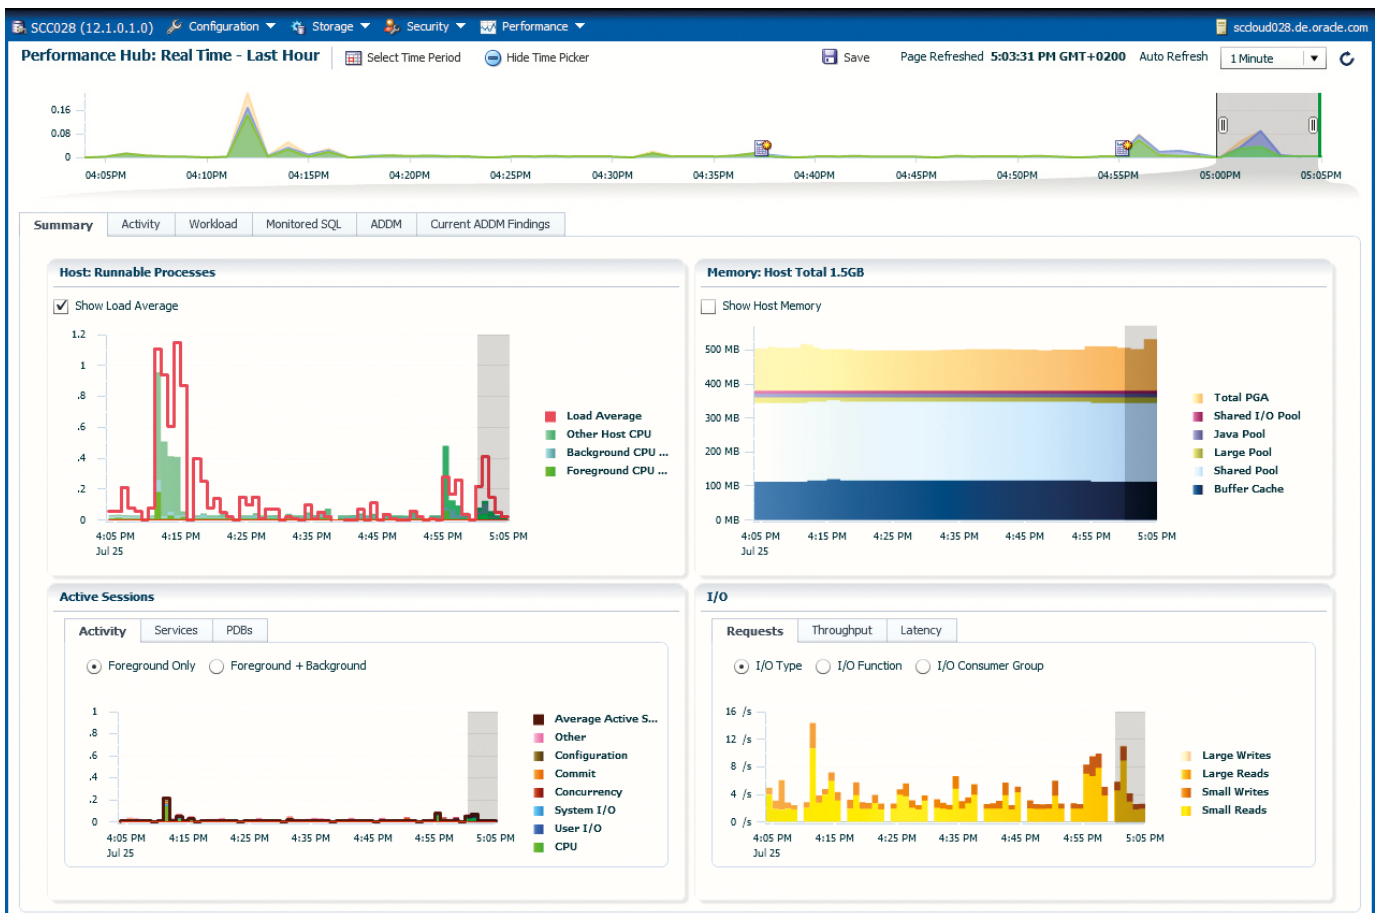 SCC028 (12.1.0.1.0) Configuration Storage Security Performance sccloud028.de.oracle.com
Performance Hub: Real Time - Last Hour Select Time Period Hide Time Picker Save Page Refreshed 5:03:31 PM GMT+0200 Auto Refresh 1 Minute
0.16
0.08
0
04:05PM 04:10PM 04:15PM 04:20PM 04:25PM 04:30PM 04:35PM 04:40PM 04:45PM 04:50PM 04:55PM 05:00PM 05:05PM
Summary Activity Workload Monitored SQL ADDM Current ADDM Findings
Host: Runnable Processes
Show Load Average
1.2
1
.8
.6
.4
.2
0
4:05 PM 4:15 PM 4:25 PM 4:35 PM 4:45 PM 4:55 PM 5:05 PM
Jul 25
Load Average
Other Host CPU
Background CPU ...
Foreground CPU ...
Memory: Host Total 1.5GB
Show Host Memory
500 MB
400 MB
300 MB
200 MB
100 MB
0 MB
4:05 PM 4:15 PM 4:25 PM 4:35 PM 4:45 PM 4:55 PM 5:05 PM
Jul 25
Total PGA
Shared I/O Pool
Java Pool
Large Pool
Shared Pool
Buffer Cache
Active Sessions
Activity Services PDBs
Foreground Only Foreground + Background
1
.8
.6
.4
.2
0
4:05 PM 4:15 PM 4:25 PM 4:35 PM 4:45 PM 4:55 PM 5:05 PM
Jul 25
Average Active S...
Other
Configuration
Commit
Concurrency
System I/O
User I/O
CPU
I/O
Requests Throughput Latency
I/O Type I/O Function I/O Consumer Group
16 /s
12 /s
8 /s
4 /s
0 /s
4:05 PM 4:15 PM 4:25 PM 4:35 PM 4:45 PM 4:55 PM 5:05 PM
Jul 25
Large Writes
Large Reads
Small Writes
Small Reads